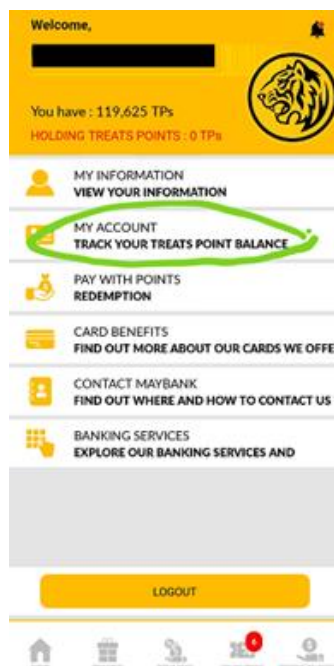 Welcome,
You have : 119,625 TPs
HOLDING TREATS POINTS : 0 TPs
MY INFORMATION
VIEW YOUR INFORMATION
MY ACCOUNT
TRACK YOUR TREATS POINT BALANCE
PAY WITH POINTS
REDEMPTION
CARD BENEFITS
FIND OUT MORE ABOUT OUR CARDS WE OFFE
CONTACT MAYBANK
FIND OUT WHERE AND HOW TO CONTACT US
BANKING SERVICES
EXPLORE OUR BANKING SERVICES AND
LOGOUT
6